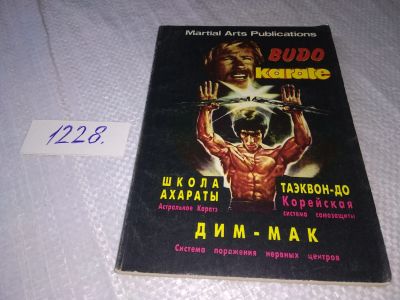 Martial Arts Publications
BUDO
karate
1228.
ШКОЛА
АХАРАТЫ
Астральное Каратэ
ТАЭКВОН-ДО
Корейская
система самозащиты
ДИМ-МАК
Система поражения нервных центров